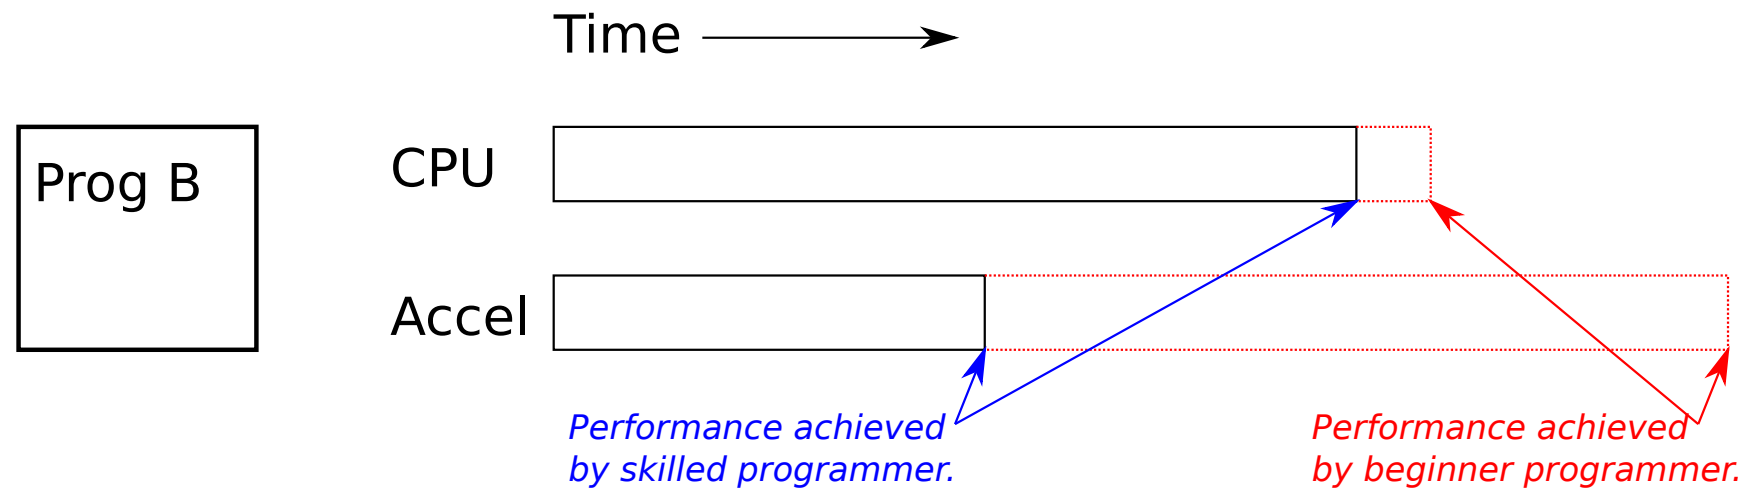 Time
Prog B
CPU
Accel
Performance achieved
by skilled programmer.
Performance achieved
by beginner programmer.